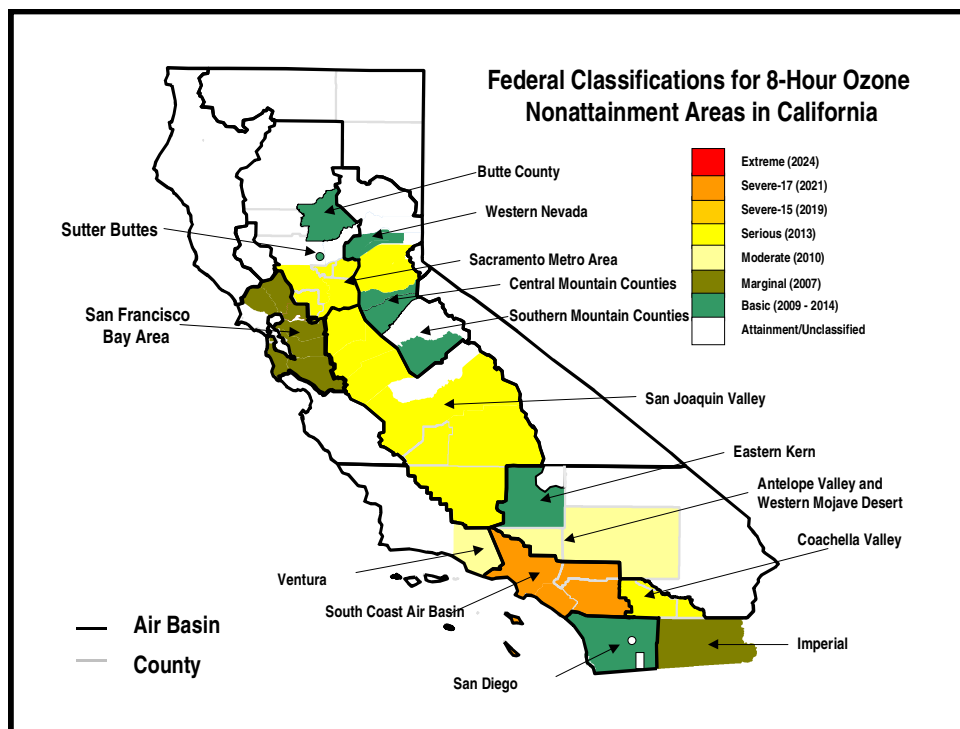 Federal Classifications for 8-Hour Ozone
Nonattainment Areas in California
Extreme (2024)
Severe-17 (2021)
Severe-15 (2019)
Serious (2013)
Moderate (2010)
Marginal (2007)
Basic (2009 - 2014)
Attainment/Unclassified
Butte County
Western Nevada
Sutter Buttes
Sacramento Metro Area
Central Mountain Counties
San Francisco
Bay Area
Southern Mountain Counties
San Joaquin Valley
Eastern Kern
Antelope Valley and
Western Mojave Desert
Coachella Valley
Ventura
South Coast Air Basin
Air Basin
County
Imperial
San Diego